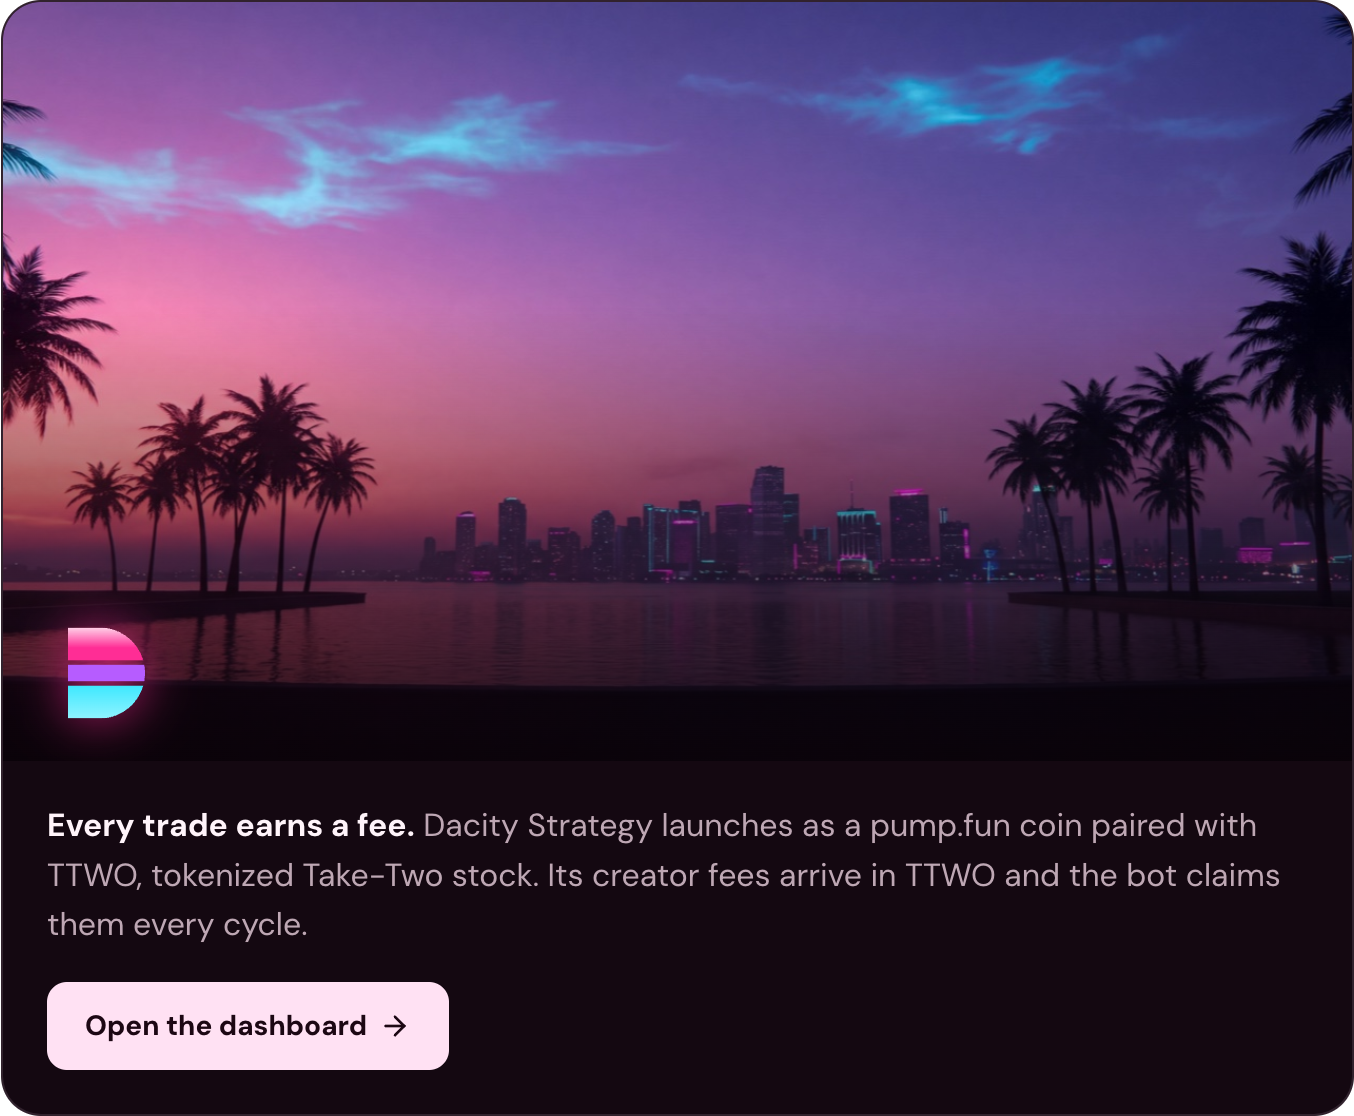 Every trade earns a fee. Dacity Strategy launches as a pump.fun coin paired with
TTWO, tokenized Take-Two stock. Its creator fees arrive in TTWO and the bot claims
them every cycle.
Open the dashboard →